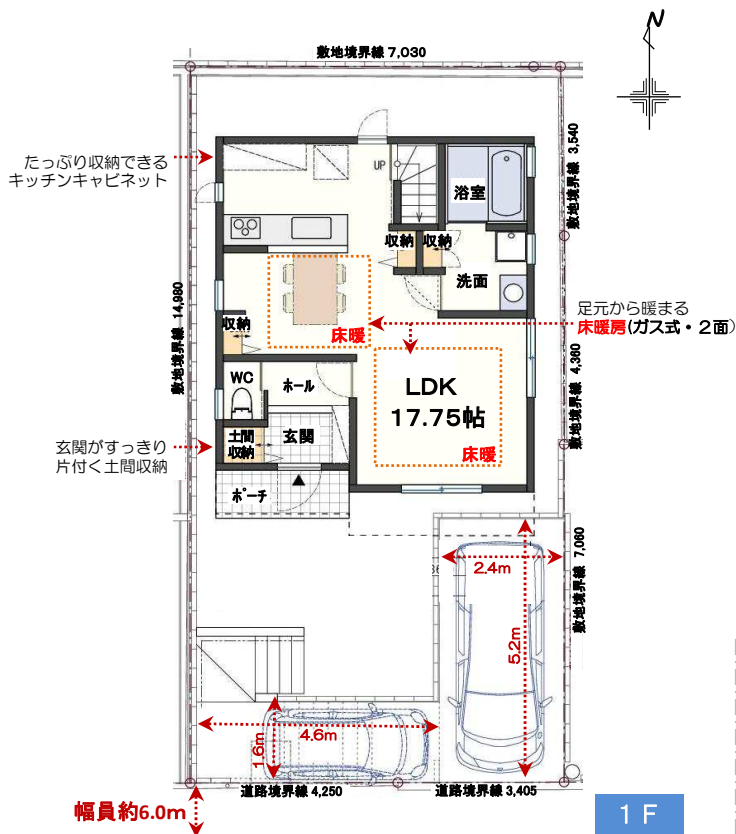 N
敷地境界線 7,030
たっぷり収納できる
キッチンキャビネット
UP
浴室
敷地境界線 3,540
収納
収納
洗面
敷地境界線 14,980
足元から暖まる
床暖房(ガス式・2面)
床暖
収納
敷地境界線 4,360
WC
ホール
LDK
17.75帖
玄関がすっきり
片付く土間収納
土間
収納
玄関
床暖
ポーチ
2.4m
敷地境界線 7,060
5.2m
4.6m
1.6m
道路境界線 4,250
道路境界線 3,405
幅員約6.0m
1F